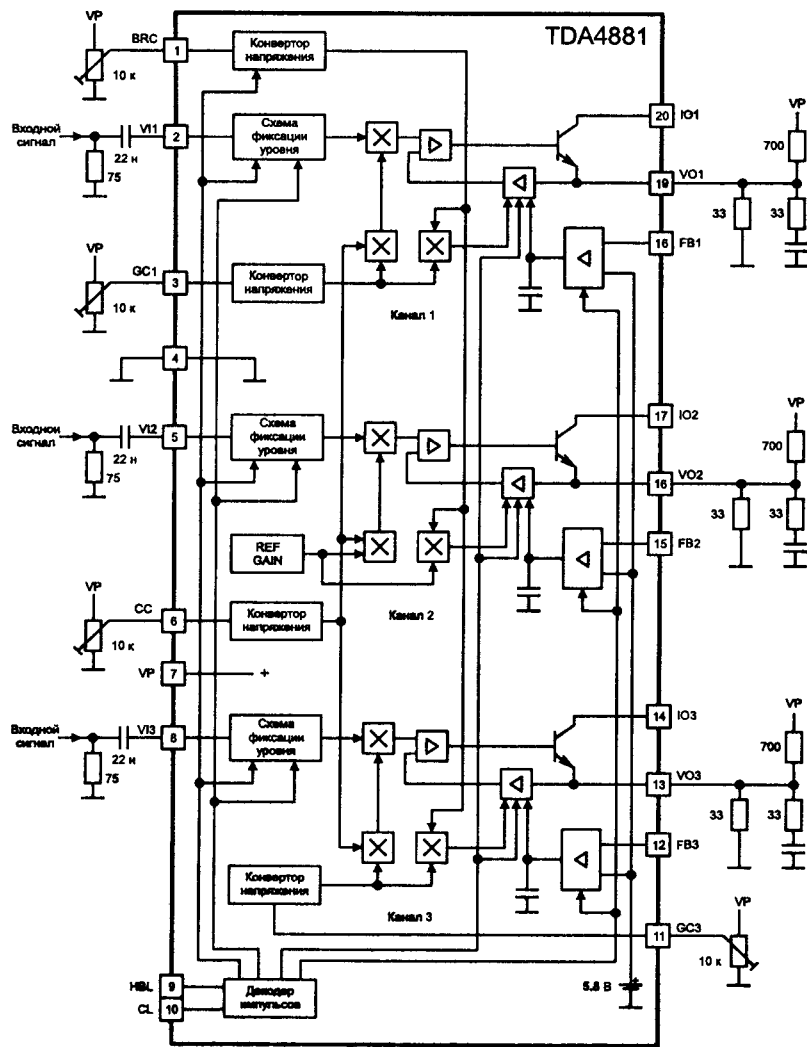 TDA4881
VP
BRC
1
10 к
Конвертор
напряжения
Входной
сигнал
VI1
2
22 н
75
Схема
фиксации
уровня
20
IO1
VP
700
19
VO1
33
33
VP
GC1
3
10 к
Конвертор
напряжения
16
FB1
Канал 1
4
Входнои
сигнал
VI2
5
22 н
75
Схема
фиксации
уровня
17
IO2
VP
700
16
VO2
33
33
REF
GAIN
15
FB2
VP
CC
6
10 к
Конвертор
напряжения
Канал 2
VP
7
+
Входной
сигнал
VI3
8
22 н
75
Схема
фиксации
уровня
14
IO3
VP
700
13
VO3
33
33
12
FB3
Конвертор
напряжения
Канал 3
11
GC3
VP
10 к
HBL
9
CL
10
Декодер
импульсов
5.8 В
+